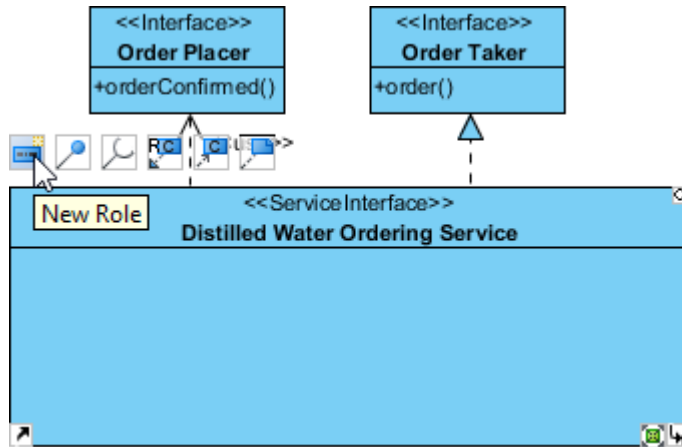 <<Interface>>
Order Placer
+orderConfirmed()
<<Interface>>
Order Taker
+order()
R C
C
>>
New Role
<<ServiceInterface>>
Distilled Water Ordering Service